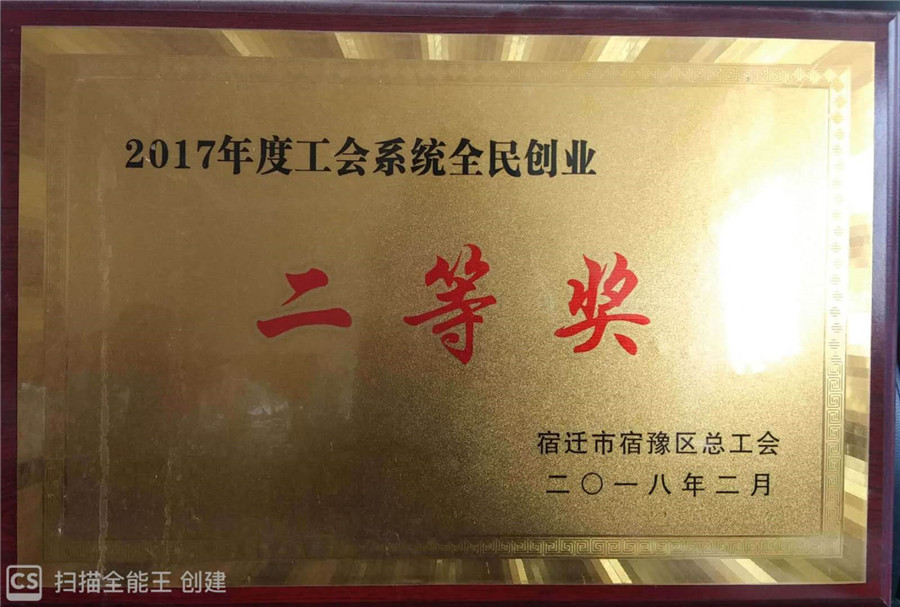 2017年度工会系统全民创业
二等奖
宿迁市宿豫区总工会
二〇一八年二月
CS 扫描全能王 创建